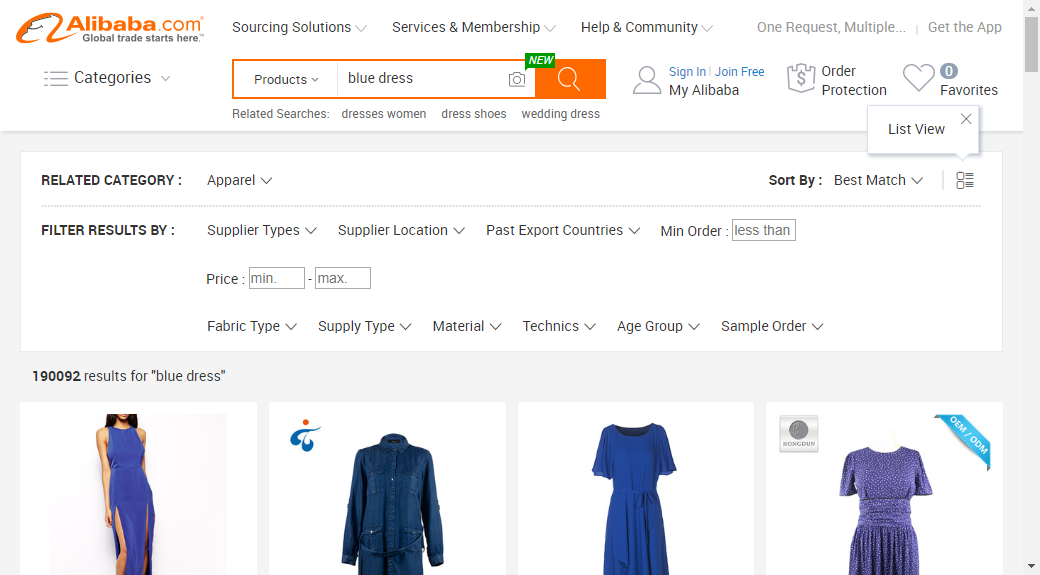 Alibaba.com
Global trade starts here.™
Sourcing Solutions
Services & Membership
Help & Community
One Request, Multiple...
Get the App
Categories
Products
blue dress
NEW
Sign In
Join Free
My Alibaba
Order
Protection
0
Favorites
Related Searches: dresses women dress shoes wedding dress
List View
RELATED CATEGORY :
Apparel
Sort By :
Best Match
FILTER RESULTS BY :
Supplier Types
Supplier Location
Past Export Countries
Min Order :
less than
Price :
min.
-
max.
Fabric Type
Supply Type
Material
Technics
Age Group
Sample Order
190092 results for "blue dress"
HONGDUN
OEM / ODM